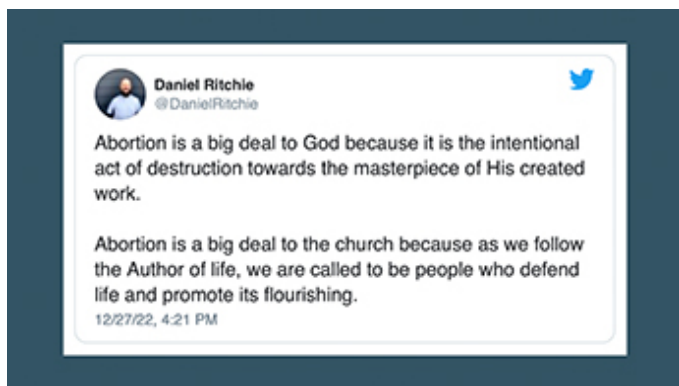 Daniel Ritchie
@DanielRitchie
Abortion is a big deal to God because it is the intentional
act of destruction towards the masterpiece of His created
work.
Abortion is a big deal to the church because as we follow
the Author of life, we are called to be people who defend
life and promote its flourishing.
12/27/22, 4:21 PM